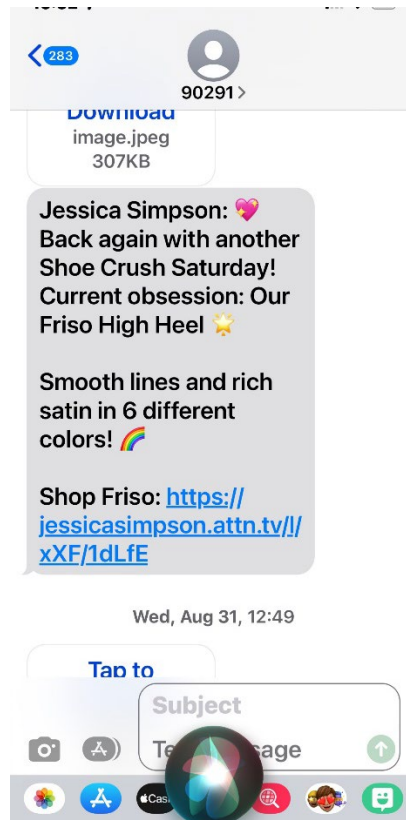 283
90291 >
Download
image.jpeg
307KB
Jessica Simpson: 💖
Back again with another
Shoe Crush Saturday!
Current obsession: Our
Friso High Heel 🌟
Smooth lines and rich
satin in 6 different
colors! 🌈
Shop Friso: https://
jessicasimpson.attn.tv/l/
xXF/1dLfE
Wed, Aug 31, 12:49
Tap to
Subject